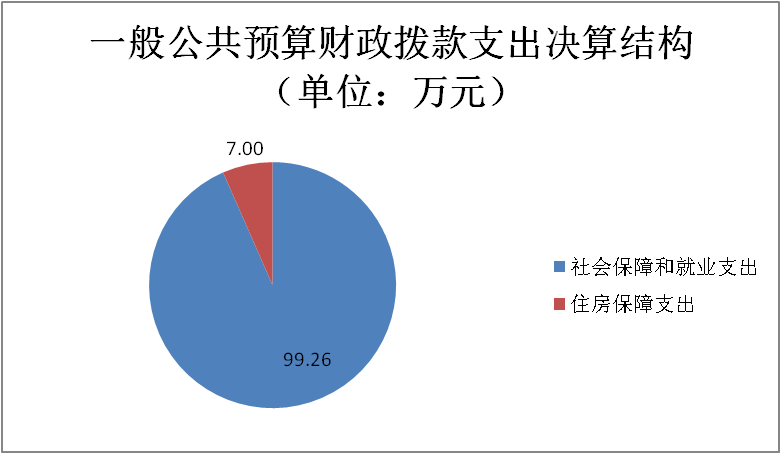 一般公共预算财政拨款支出决算结构
（单位：万元）
7.00
99.26
社会保障和就业支出
住房保障支出